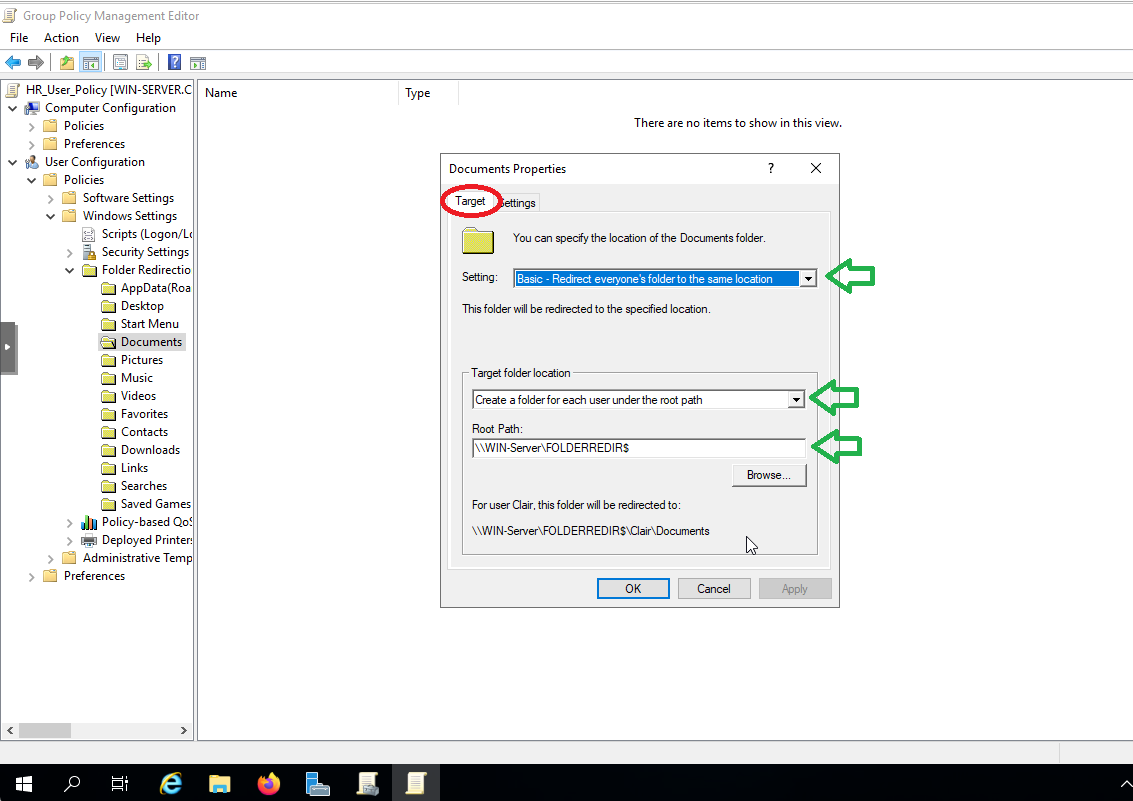 Group Policy Management Editor
File Action View Help
HR_User_Policy [WIN-SERVER.C
Computer Configuration
Policies
Preferences
User Configuration
Policies
Software Settings
Windows Settings
Scripts (Logon/Lo
Security Settings
Folder Redirectio
AppData(Roa
Desktop
Start Menu
Documents
Pictures
Music
Videos
Favorites
Contacts
Downloads
Links
Searches
Saved Games
Policy-based QoS
Deployed Printers
Administrative Temp
Preferences
Name Type
There are no items to show in this view.
Documents Properties ?
Target Settings
You can specify the location of the Documents folder.
Setting: Basic - Redirect everyone's folder to the same location
This folder will be redirected to the specified location.
Target folder location
Create a folder for each user under the root path
Root Path:
\\WIN-Server\FOLDERREDIR$
Browse...
For user Clair, this folder will be redirected to:
\\WIN-Server\FOLDERREDIR$\Clair\Documents
OK Cancel Apply